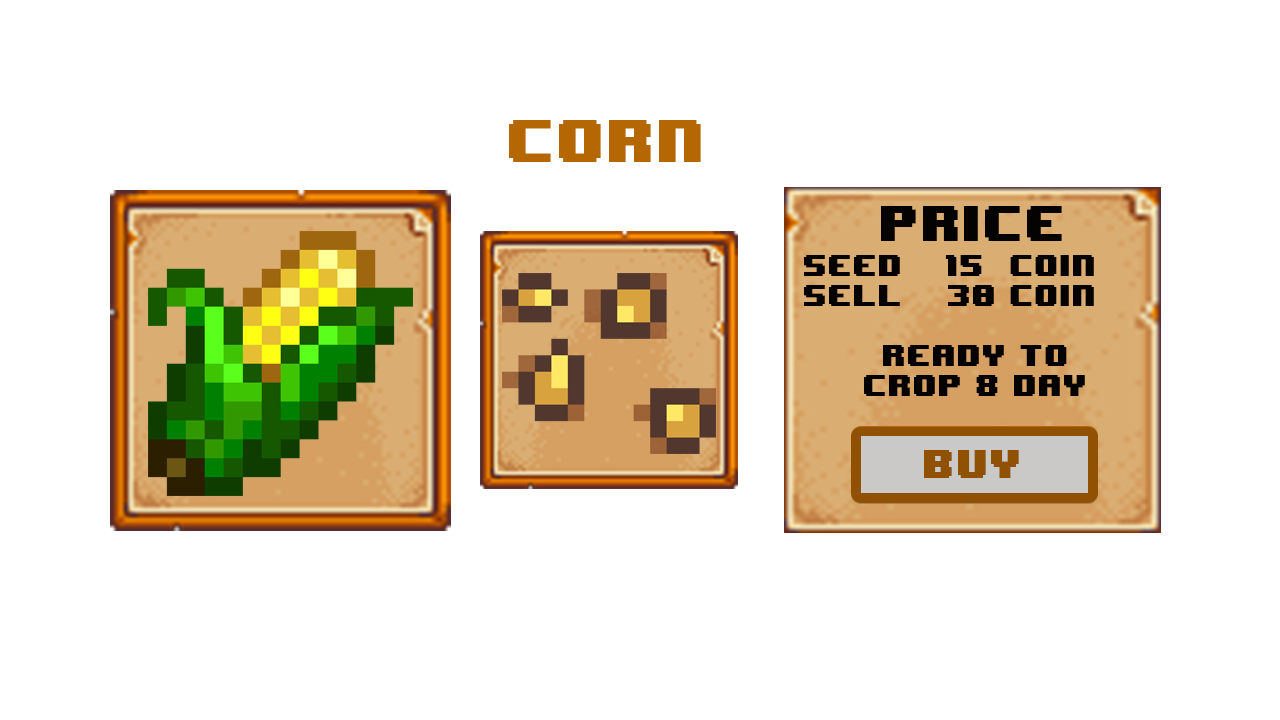 CORN
PRICE
SEED 15 COIN
SELL 38 COIN
READY TO
CROP 8 DAY
BUY